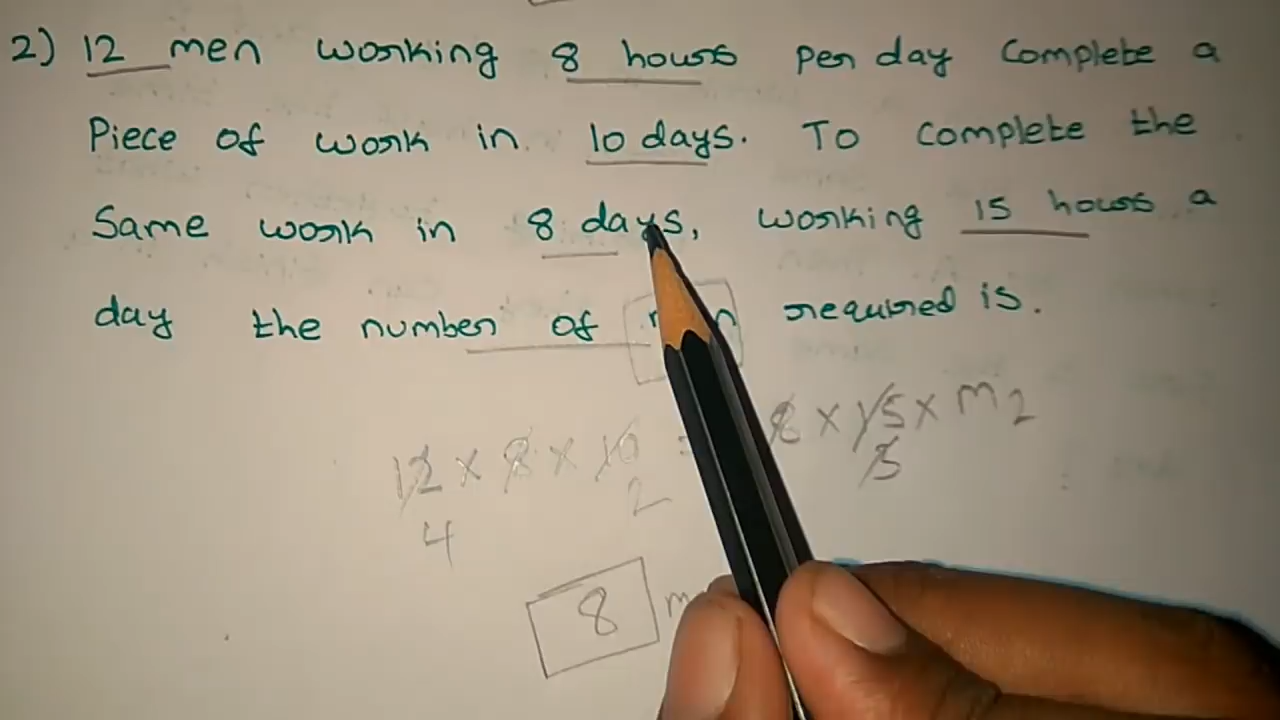 2) 12 men working 8 hours per day complete a
Piece of work in 10 days. To complete the
Same work in 8 days, working 15 hours a
day the number of required is.
12 x 8 x 10 = 8 x 15 x m2
4 2 3
8